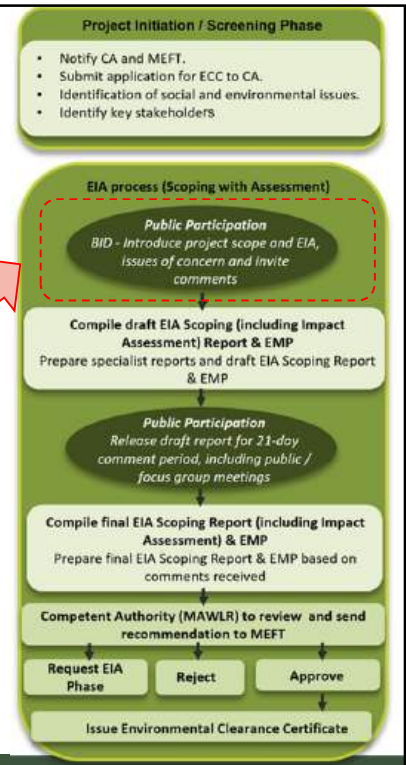 Project Initiation / Screening Phase
• Notify CA and MEFT.
• Submit application for ECC to CA.
• Identification of social and environmental issues.
• Identify key stakeholders
EIA process (Scoping with Assessment)
Public Participation
BID - Introduce project scope and EIA,
issues of concern and invite
comments
Compile draft EIA Scoping (including Impact
Assessment) Report & EMP
Prepare specialist reports and draft EIA Scoping Report
& EMP
Public Participation
Release draft report for 21-day
comment period, including public /
focus group meetings
Compile final EIA Scoping Report (including Impact
Assessment) & EMP
Prepare final EIA Scoping Report & EMP based on
comments received
Competent Authority (MAWLR) to review and send
recommendation to MEFT
Request EIA
Phase
Reject
Approve
Issue Environmental Clearance Certificate